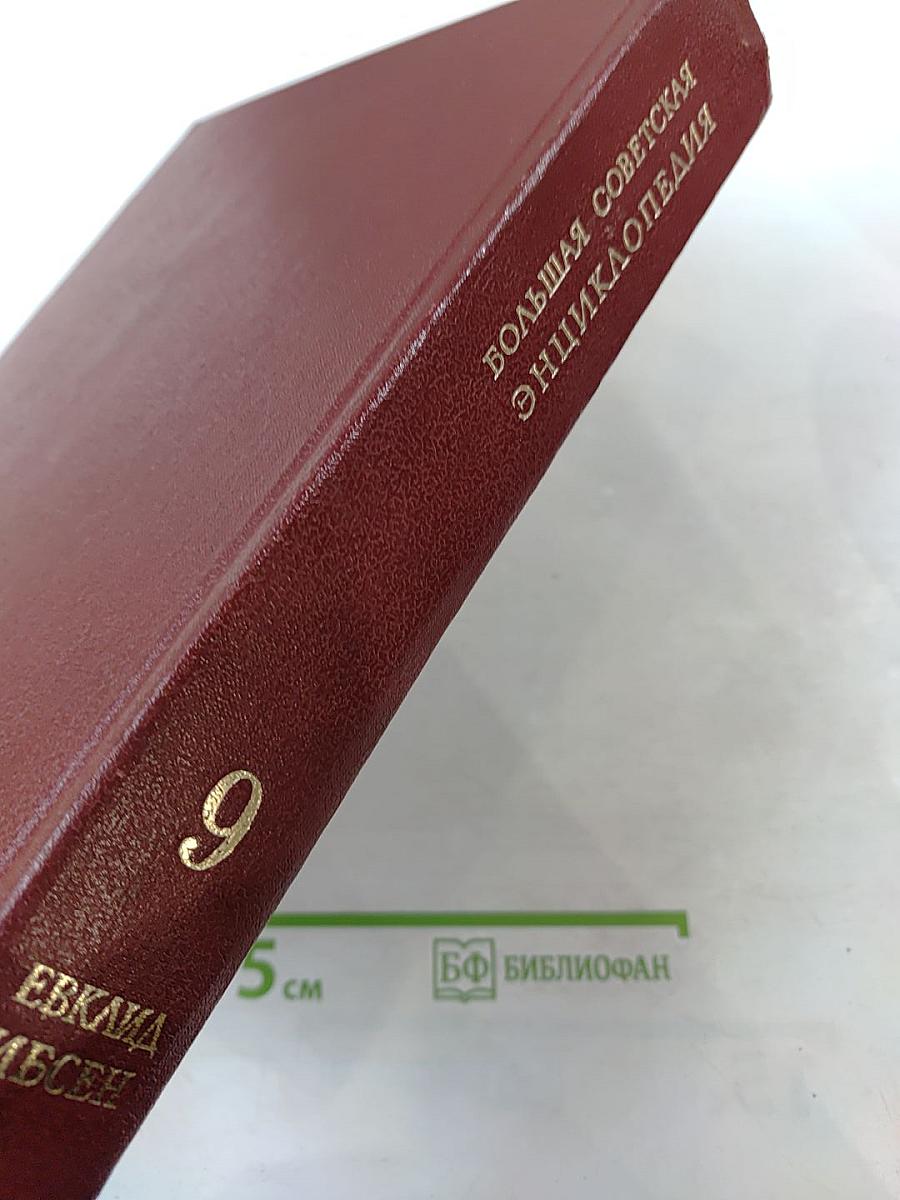 БОЛЬШАЯ СОВЕТСКАЯ
ЭНЦИКЛОПЕДИЯ
9
ЕВКЛИД
ИБСЕН
5 см
БФ БИБЛИОФАН